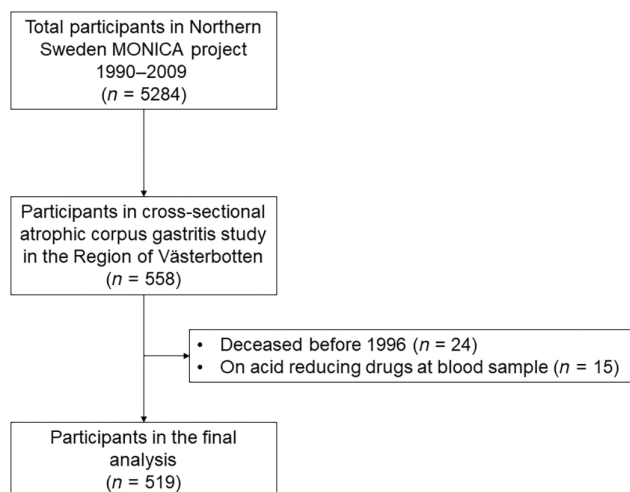 Total participants in Northern
Sweden MONICA project
1990–2009
(n = 5284)
Participants in cross-sectional
atrophic corpus gastritis study
in the Region of Västerbotten
(n = 558)
• Deceased before 1996 (n = 24)
• On acid reducing drugs at blood sample (n = 15)
Participants in the final
analysis
(n = 519)